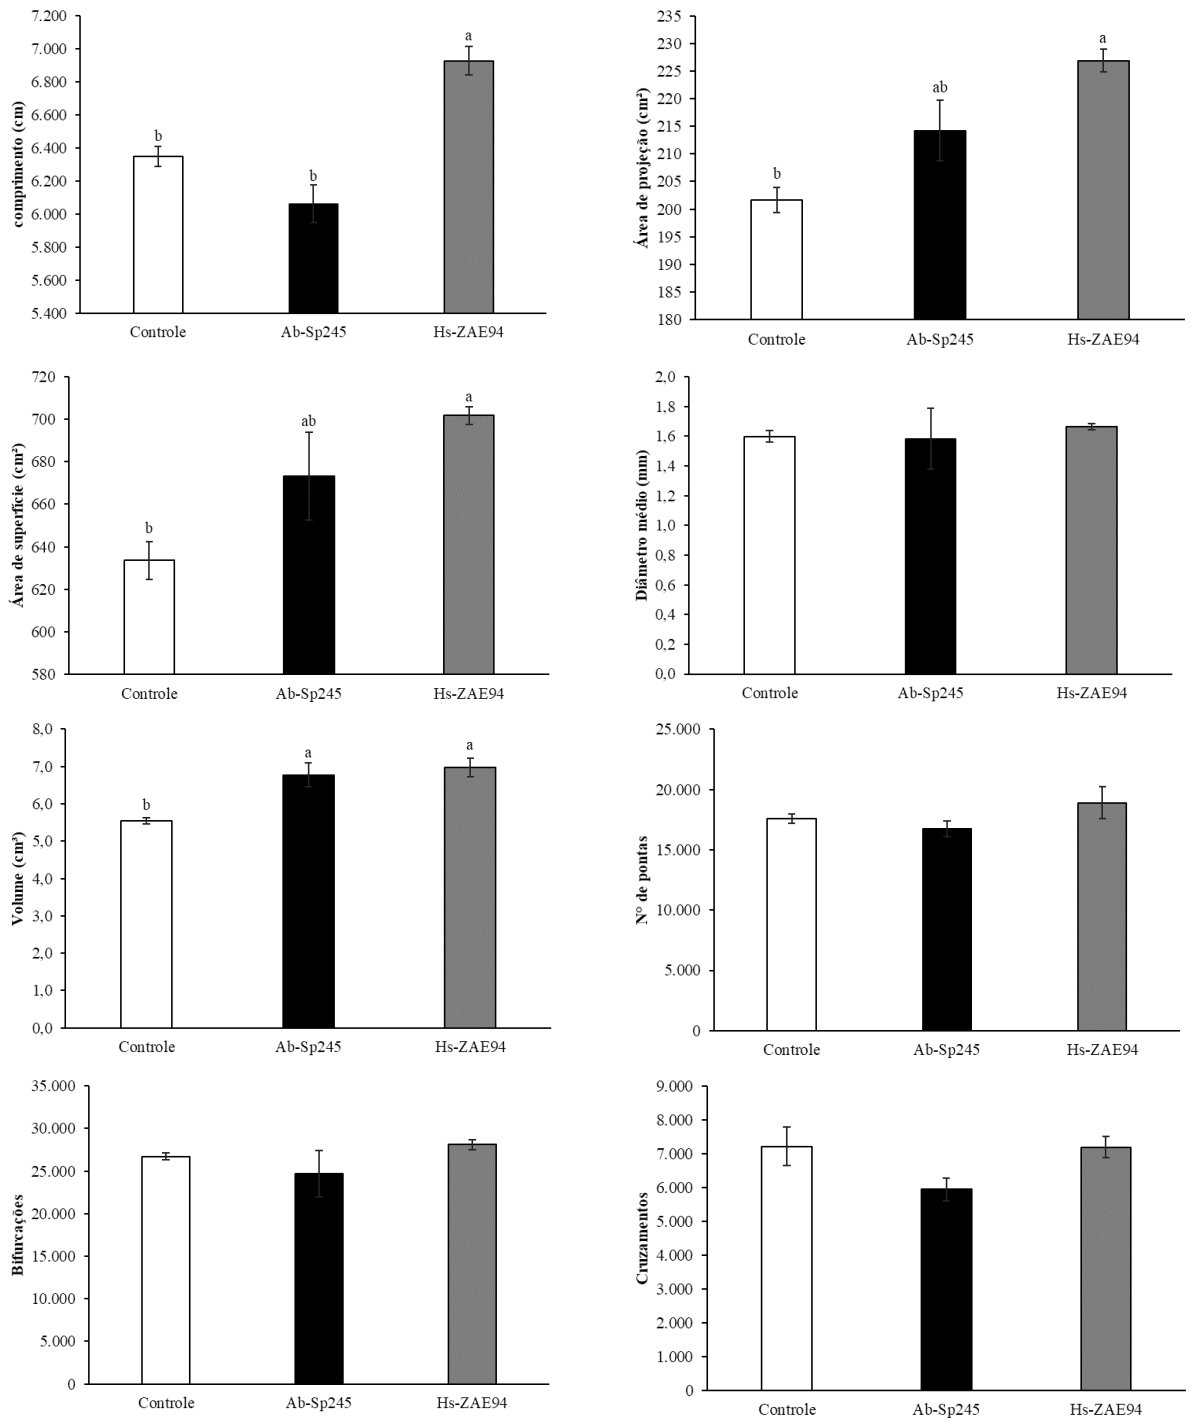 comprimento (cm)
7.200
7.000
6.800
6.600
6.400
6.200
6.000
5.800
5.600
5.400
b
b
a
Controle Ab-Sp245 Hs-ZAE94
Área de projeção (cm²)
235
230
225
220
215
210
205
200
195
190
185
180
b
ab
a
Controle Ab-Sp245 Hs-ZAE94
Área de superfície (cm²)
720
700
680
660
640
620
600
580
b
ab
a
Controle Ab-Sp245 Hs-ZAE94
Diâmetro médio (mm)
2,0
1,8
1,6
1,4
1,2
1,0
0,8
0,6
0,4
0,2
0,0
Controle Ab-Sp245 Hs-ZAE94
Volume (cm³)
8,0
7,0
6,0
5,0
4,0
3,0
2,0
1,0
0,0
b
a
a
Controle Ab-Sp245 Hs-ZAE94
N° de pontas
25.000
20.000
15.000
10.000
5.000
0
Controle Ab-Sp245 Hs-ZAE94
Bifurcações
35.000
30.000
25.000
20.000
15.000
10.000
5.000
0
Controle Ab-Sp245 Hs-ZAE94
Cruzamentos
9.000
8.000
7.000
6.000
5.000
4.000
3.000
2.000
1.000
0
Controle Ab-Sp245 Hs-ZAE94